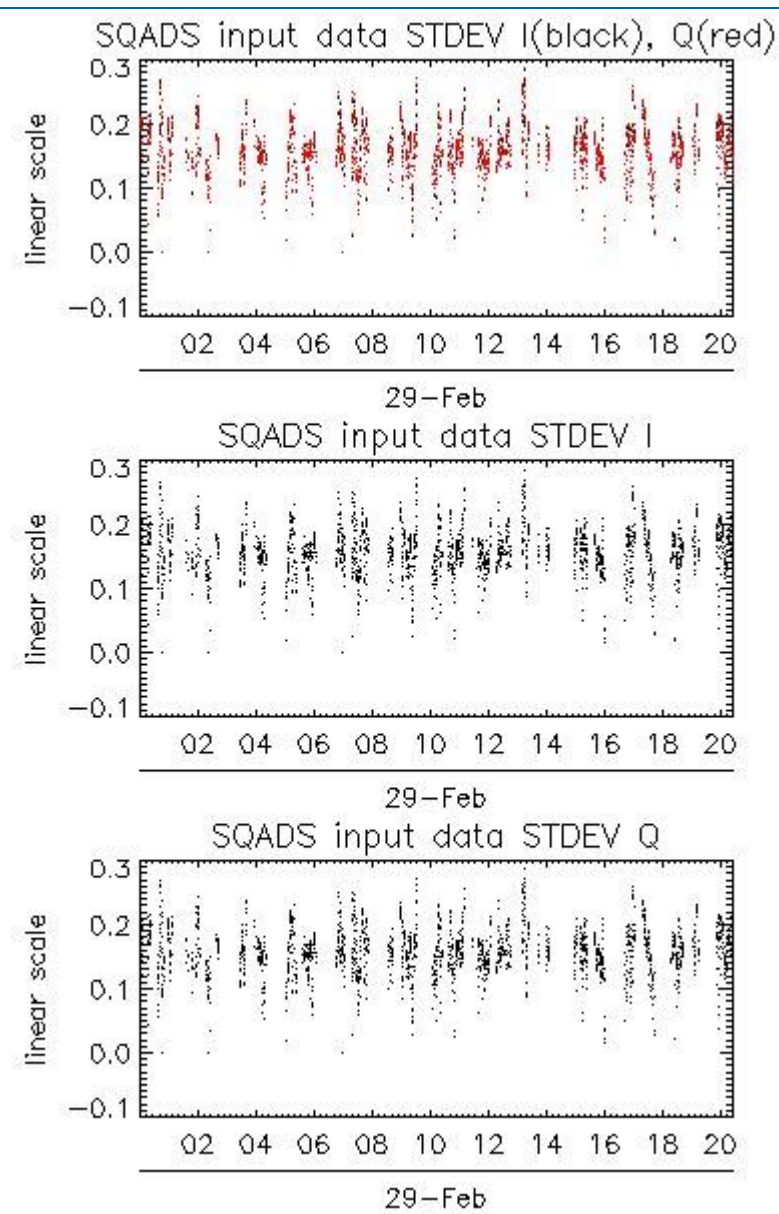 SQADS input data STDEV I(black), Q(red)
0.3
0.2
0.1
0.0
-0.1
linear scale
02 04 06 08 10 12 14 16 18 20
29-Feb
SQADS input data STDEV I
0.3
0.2
0.1
0.0
-0.1
linear scale
02 04 06 08 10 12 14 16 18 20
29-Feb
SQADS input data STDEV Q
0.3
0.2
0.1
0.0
-0.1
linear scale
02 04 06 08 10 12 14 16 18 20
29-Feb